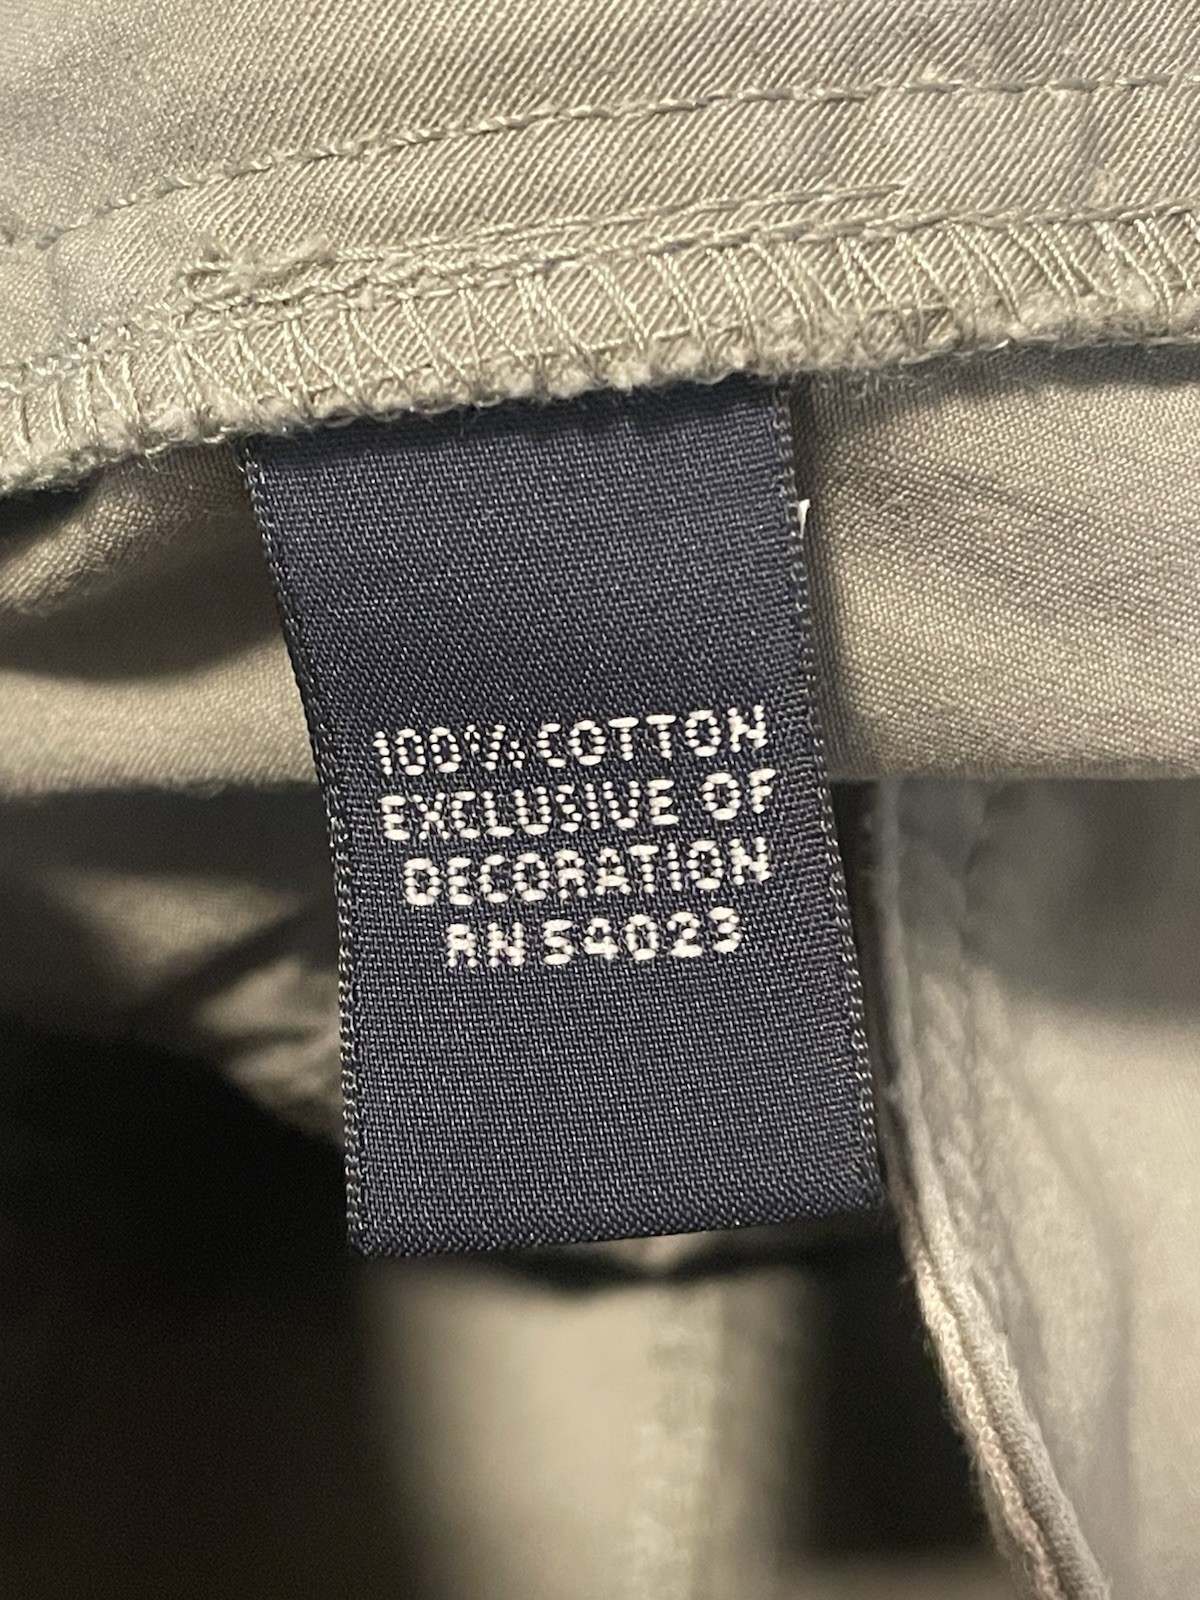 100% COTTON
EXCLUSIVE OF
DECORATION
RN 54023